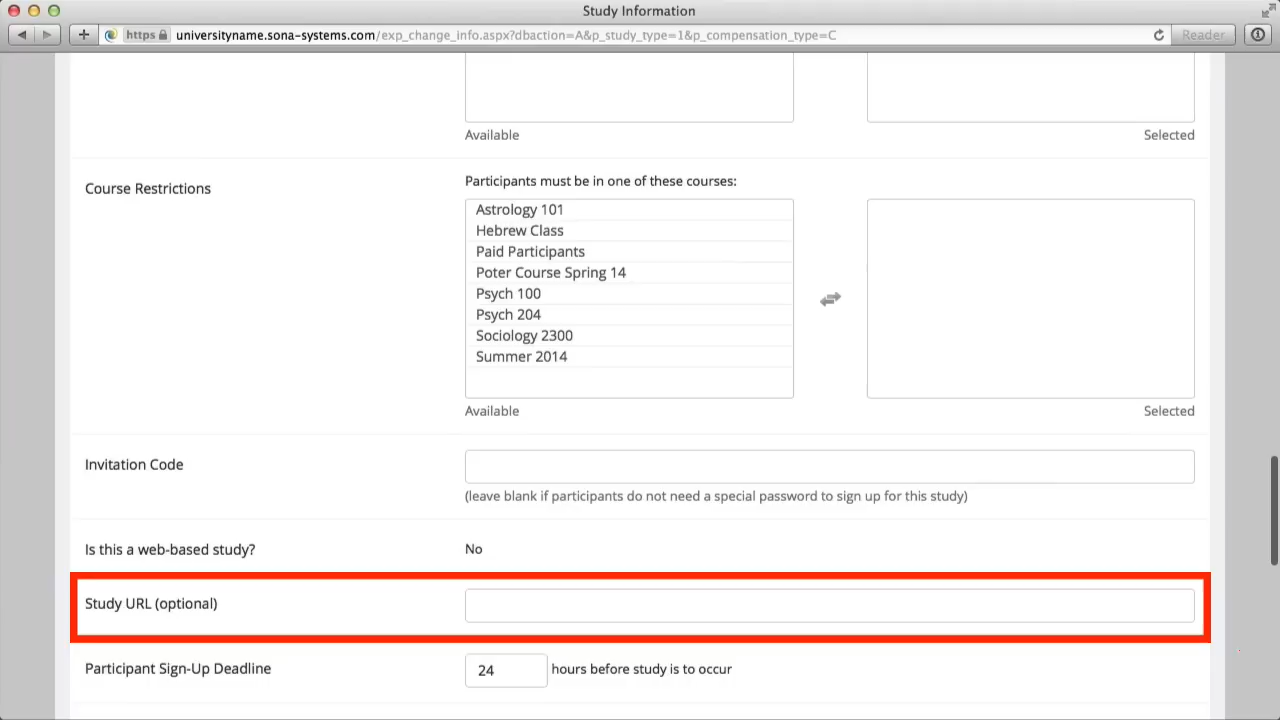 Study Information
https universityname.sona-systems.com/exp_change_info.aspx?dbaction=A&p_study_type=1&p_compensation_type=C Reader
Available Selected
Course Restrictions Participants must be in one of these courses:
Astrology 101
Hebrew Class
Paid Participants
Poter Course Spring 14
Psych 100
Psych 204
Sociology 2300
Summer 2014
Available Selected
Invitation Code
(leave blank if participants do not need a special password to sign up for this study)
Is this a web-based study? No
Study URL (optional)
Participant Sign-Up Deadline 24 hours before study is to occur